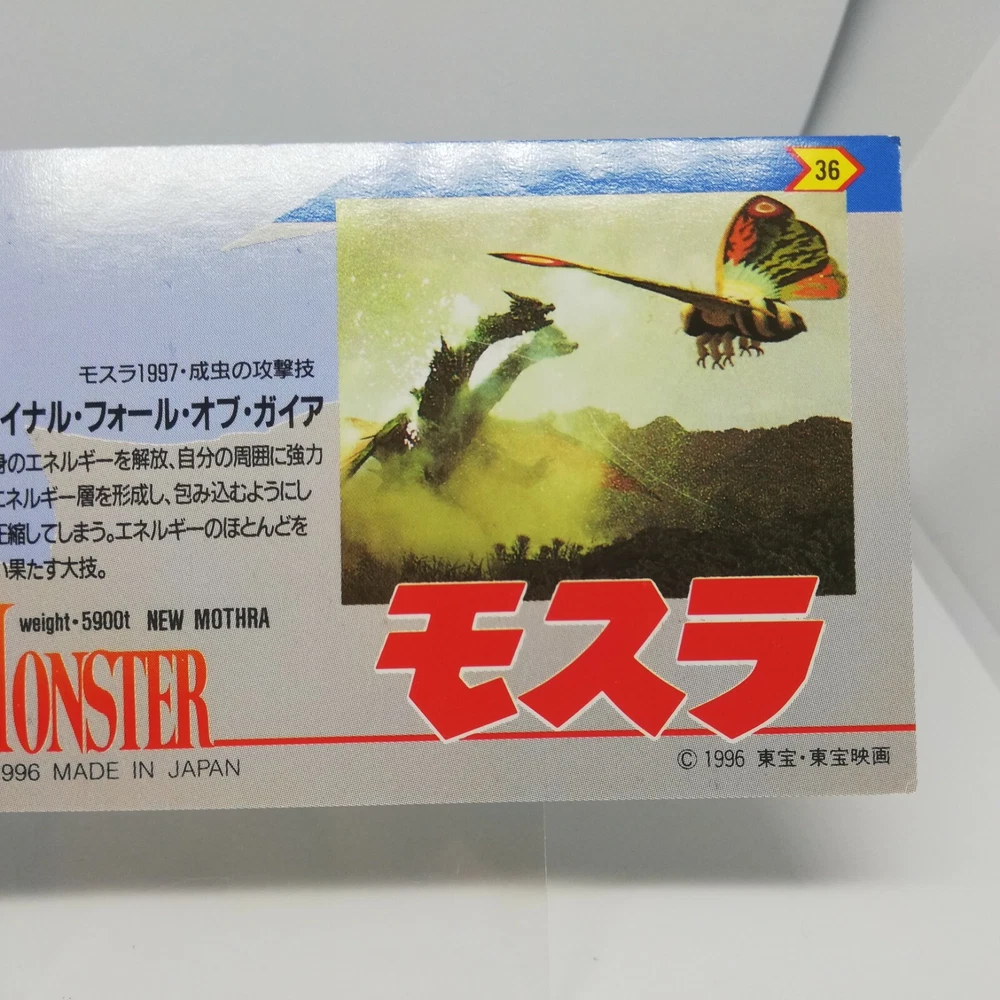 36
モスラ1997・成虫の攻撃技
イナル・フォール・オブ・ガイア
身のエネルギーを解放、自分の周囲に強力
エネルギー層を形成し、包み込むようにし
圧縮してしまう。エネルギーのほとんどを
い果たす大技。
weight・5900t NEW MOTHRA
MONSTER
モスラ
996 MADE IN JAPAN
© 1996 東宝・東宝映画